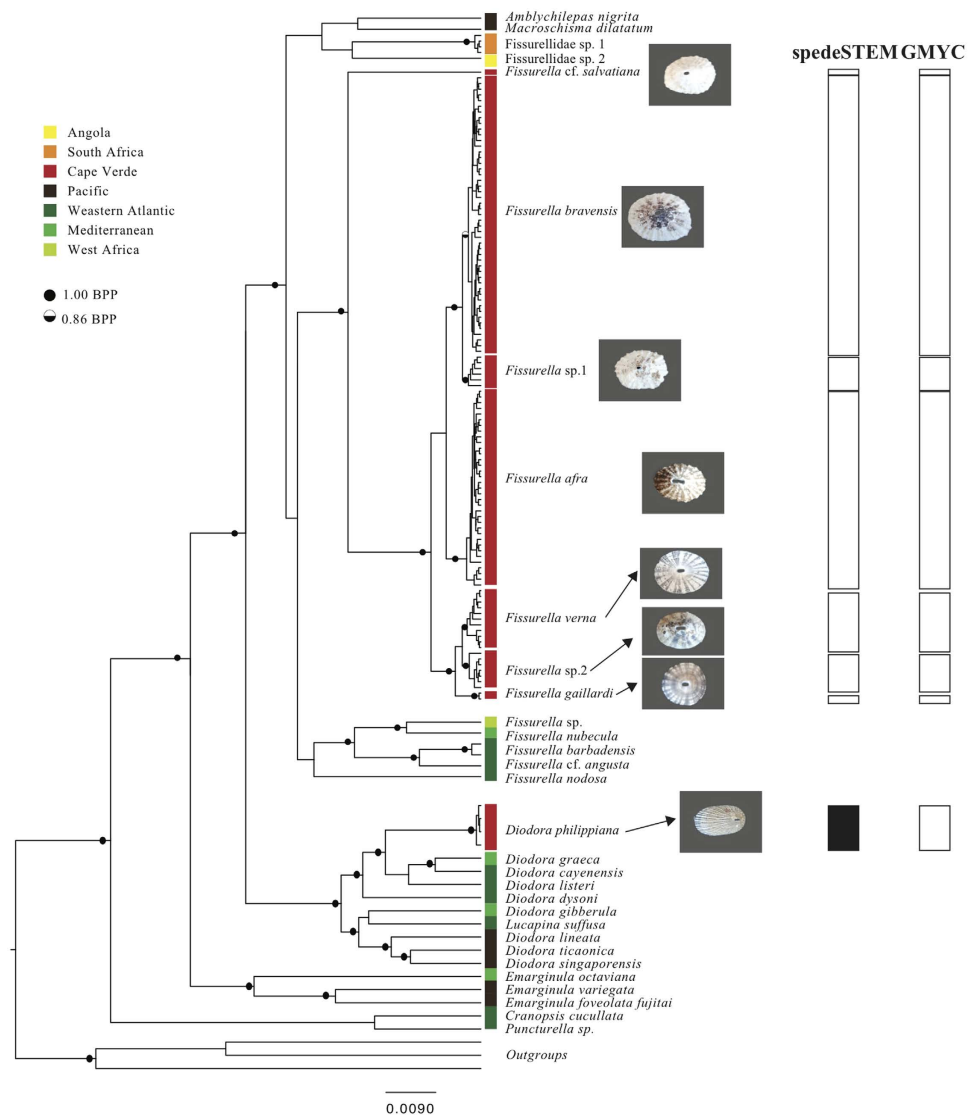 Amblychilepas nigrita
Macroschisma dilatatum
Fissurellidae sp. 1
Fissurellidae sp. 2
Fissurella cf. salvatiana
spedeSTEM GMYC
Angola
South Africa
Cape Verde
Pacific
Weastern Atlantic
Mediterranean
West Africa
1.00 BPP
0.86 BPP
Fissurella bravensis
Fissurella sp.1
Fissurella afra
Fissurella verna
Fissurella sp.2
Fissurella gaillardi
Fissurella sp.
Fissurella nubecula
Fissurella barbadensis
Fissurella cf. angusta
Fissurella nodosa
Diodora philippiana
Diodora graeca
Diodora cayenensis
Diodora listeri
Diodora dysoni
Diodora gibberula
Lucapina suffusa
Diodora lineata
Diodora ticaonica
Diodora singaporensis
Emarginula octaviana
Emarginula variegata
Emarginula foveolata fujitai
Cranopsis cucullata
Puncturella sp.
Outgroups
0.0090